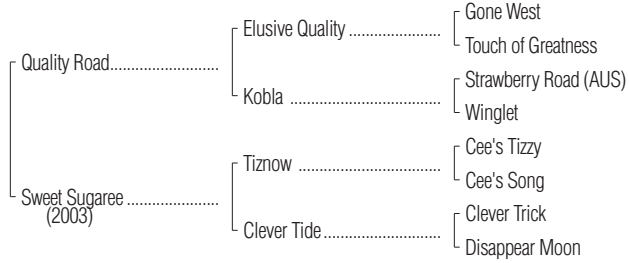 Gone West
Elusive Quality
Touch of Greatness
Quality Road
Strawberry Road (AUS)
Kobla
Winglet
Cee's Tizzy
Tiznow
Cee's Song
Sweet Sugaree
(2003)
Clever Trick
Clever Tide
Disappear Moon